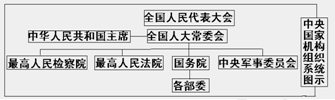 全国人民代表大会
中华人民共和国主席
全国人大常委会
最高人民检察院
最高人民法院
国务院
中央军事委员会
各部委
中央
国家
机构
组织
系统
图示